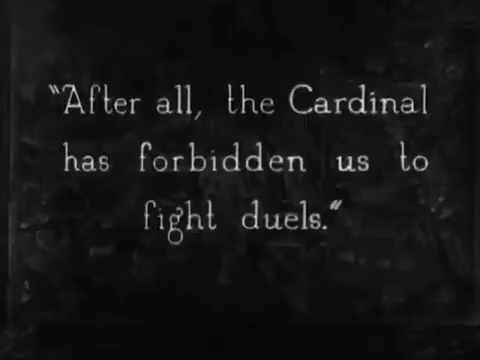 “After all, the Cardinal
has forbidden us to
fight duels.”